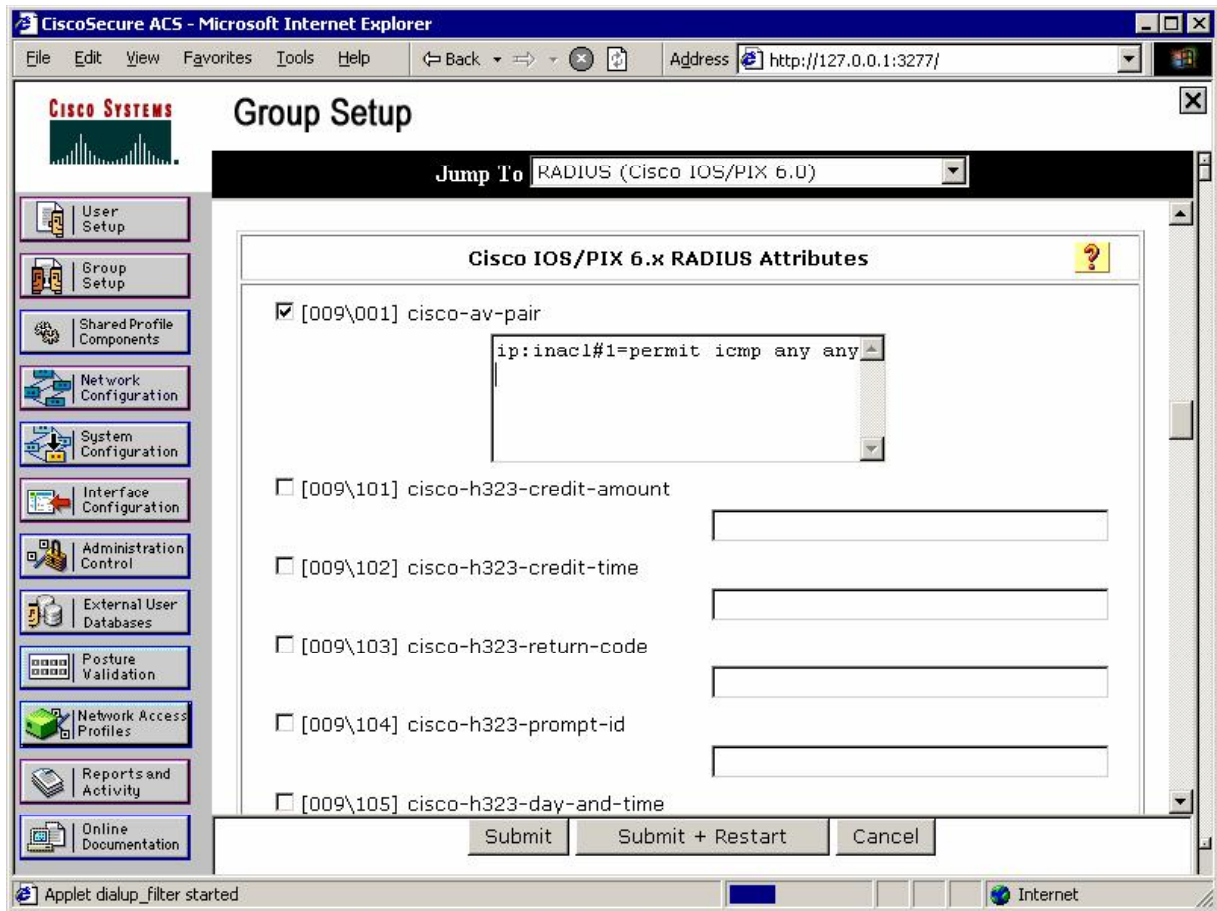 CiscoSecure ACS - Microsoft Internet Explorer
File Edit View Favorites Tools Help Back Address http://127.0.0.1:3277/
CISCO SYSTEMS
Group Setup
Jump To RADIUS (Cisco IOS/PIX 6.0)
User
Setup
Group
Setup
Shared Profile
Components
Network
Configuration
System
Configuration
Interface
Configuration
Administration
Control
External User
Databases
Posture
Validation
Network Access
Profiles
Reports and
Activity
Online
Documentation
Cisco IOS/PIX 6.x RADIUS Attributes
?
[009\001] cisco-av-pair
ip:inacl#1=permit icmp any any
[009\101] cisco-h323-credit-amount
[009\102] cisco-h323-credit-time
[009\103] cisco-h323-return-code
[009\104] cisco-h323-prompt-id
[009\105] cisco-h323-day-and-time
Submit Submit + Restart Cancel
Applet dialup_filter started Internet